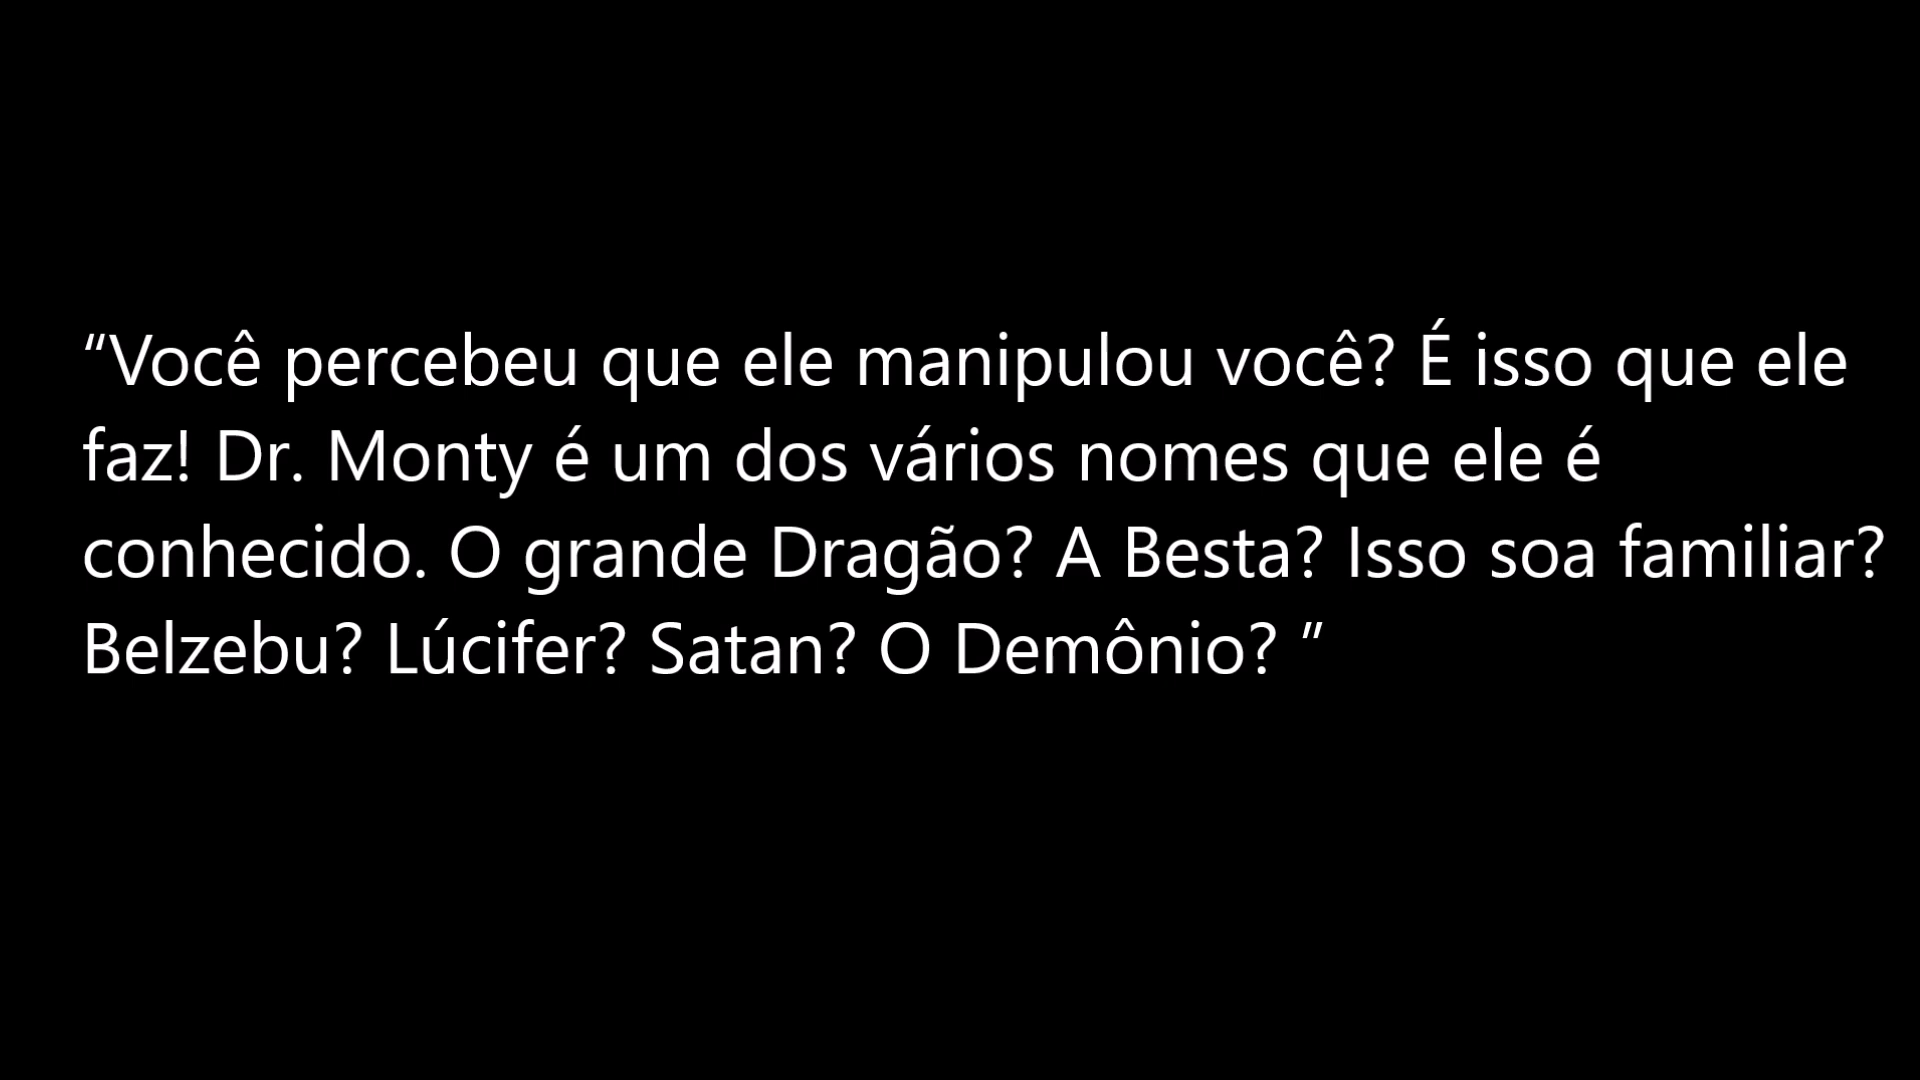 “Você percebeu que ele manipulou você? É isso que ele
faz! Dr. Monty é um dos vários nomes que ele é
conhecido. O grande Dragão? A Besta? Isso soa familiar?
Belzebu? Lúcifer? Satan? O Demônio? ”